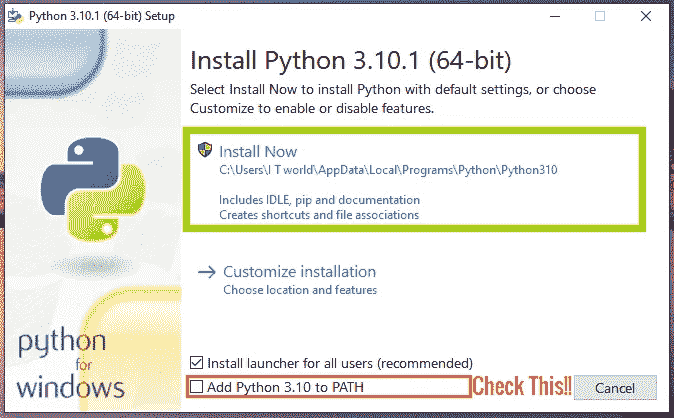 Python 3.10.1 (64-bit) Setup
Install Python 3.10.1 (64-bit)
Select Install Now to install Python with default settings, or choose
Customize to enable or disable features.
Install Now
C:\Users\I T world\AppData\Local\Programs\Python\Python310
Includes IDLE, pip and documentation
Creates shortcuts and file associations
Customize installation
Choose location and features
python
for
windows
Install launcher for all users (recommended)
Add Python 3.10 to PATH
Check This!!
Cancel